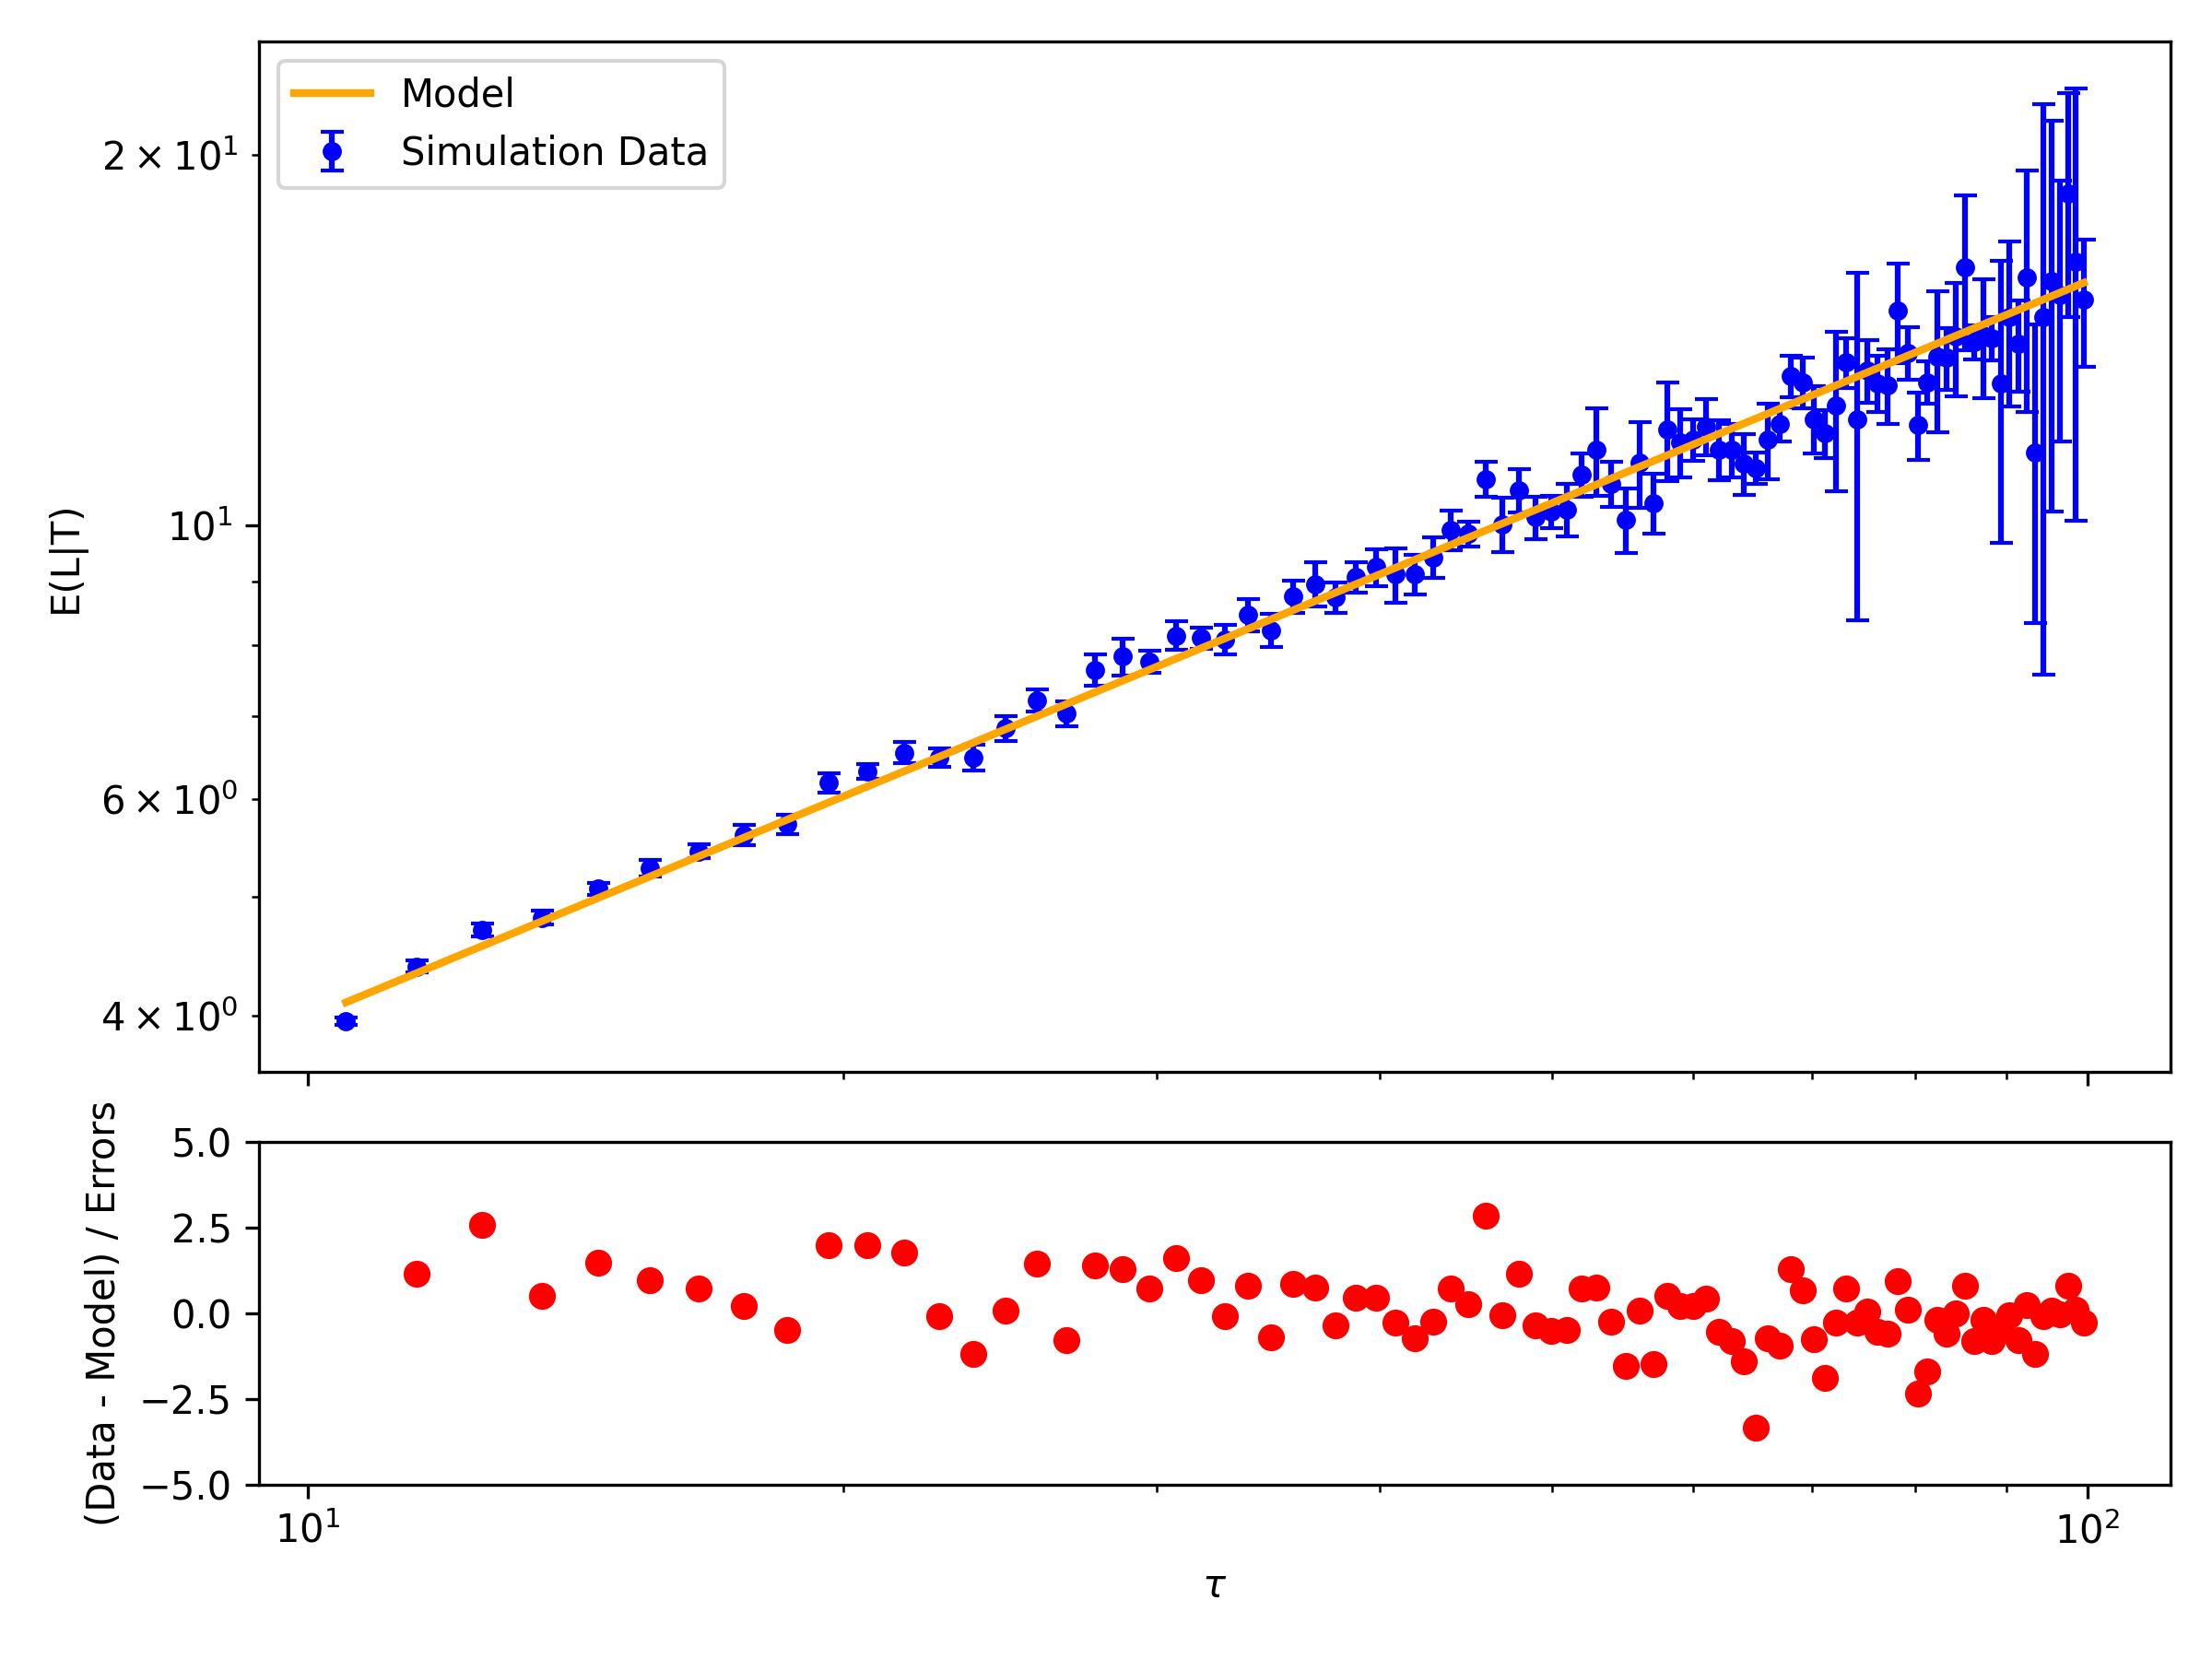 Model
Simulation Data
2 × 10¹
10¹
6 × 10⁰
4 × 10⁰
E(L|T)
5.0
2.5
0.0
−2.5
−5.0
(Data - Model) / Errors
10¹
10²
τ